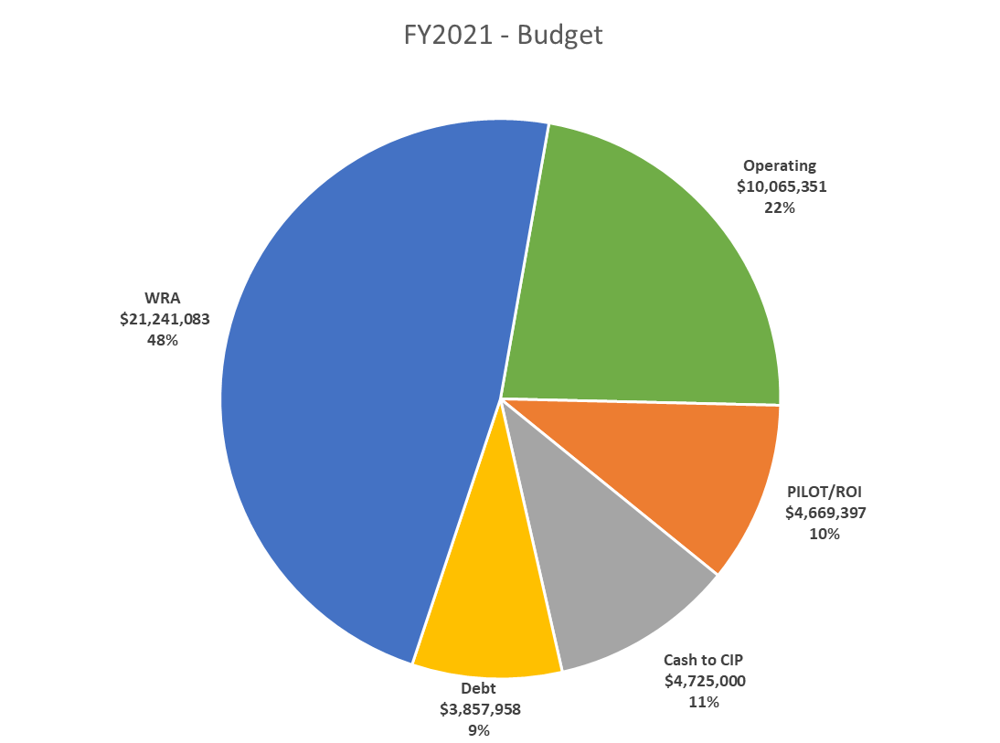 FY2021 - Budget
Operating
$10,065,351
22%
WRA
$21,241,083
48%
PILOT/ROI
$4,669,397
10%
Cash to CIP
$4,725,000
11%
Debt
$3,857,958
9%